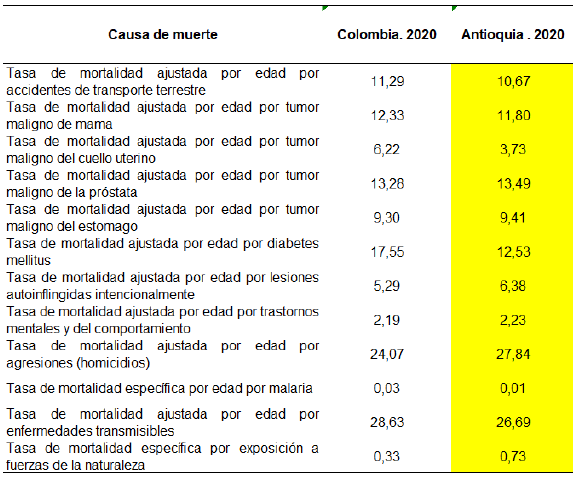 Causa de muerte Colombia. 2020 Antioquia . 2020
Tasa de mortalidad ajustada por edad por
accidentes de transporte terrestre 11,29 10,67
Tasa de mortalidad ajustada por edad por tumor
maligno de mama 12,33 11,80
Tasa de mortalidad ajustada por edad por tumor
maligno del cuello uterino 6,22 3,73
Tasa de mortalidad ajustada por edad por tumor
maligno de la próstata 13,28 13,49
Tasa de mortalidad ajustada por edad por tumor
maligno del estomago 9,30 9,41
Tasa de mortalidad ajustada por edad por diabetes
mellitus 17,55 12,53
Tasa de mortalidad ajustada por edad por lesiones
autoinflingidas intencionalmente 5,29 6,38
Tasa de mortalidad ajustada por edad por trastornos
mentales y del comportamiento 2,19 2,23
Tasa de mortalidad ajustada por edad por
agresiones (homicidios) 24,07 27,84
Tasa de mortalidad específica por edad por malaria 0,03 0,01
Tasa de mortalidad ajustada por edad por
enfermedades transmisibles 28,63 26,69
Tasa de mortalidad específica por exposición a
fuerzas de la naturaleza 0,33 0,73